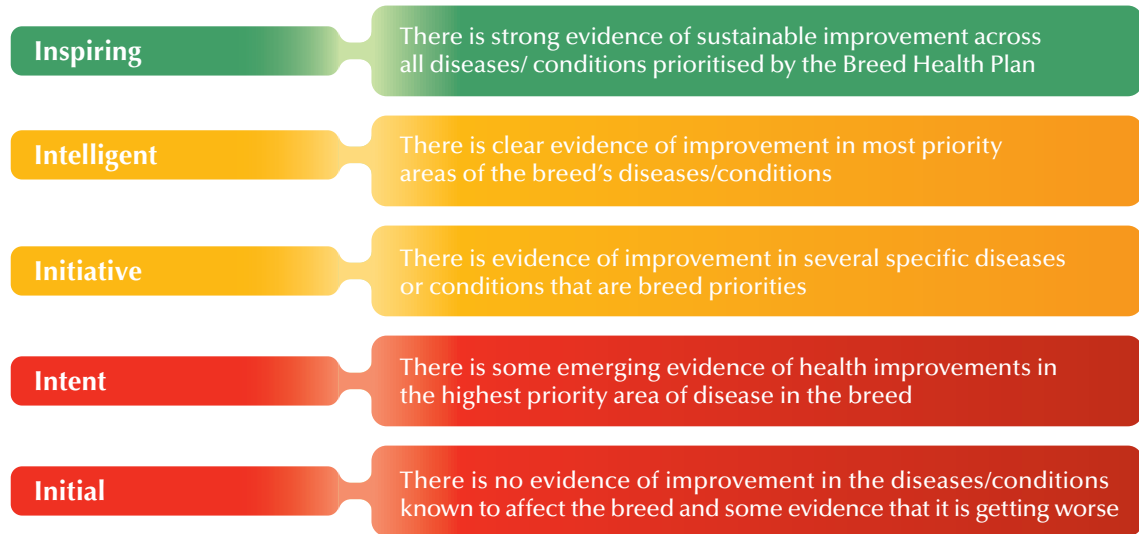 Inspiring
There is strong evidence of sustainable improvement across
all diseases/ conditions prioritised by the Breed Health Plan
Intelligent
There is clear evidence of improvement in most priority
areas of the breed’s diseases/conditions
Initiative
There is evidence of improvement in several specific diseases
or conditions that are breed priorities
Intent
There is some emerging evidence of health improvements in
the highest priority area of disease in the breed
Initial
There is no evidence of improvement in the diseases/conditions
known to affect the breed and some evidence that it is getting worse